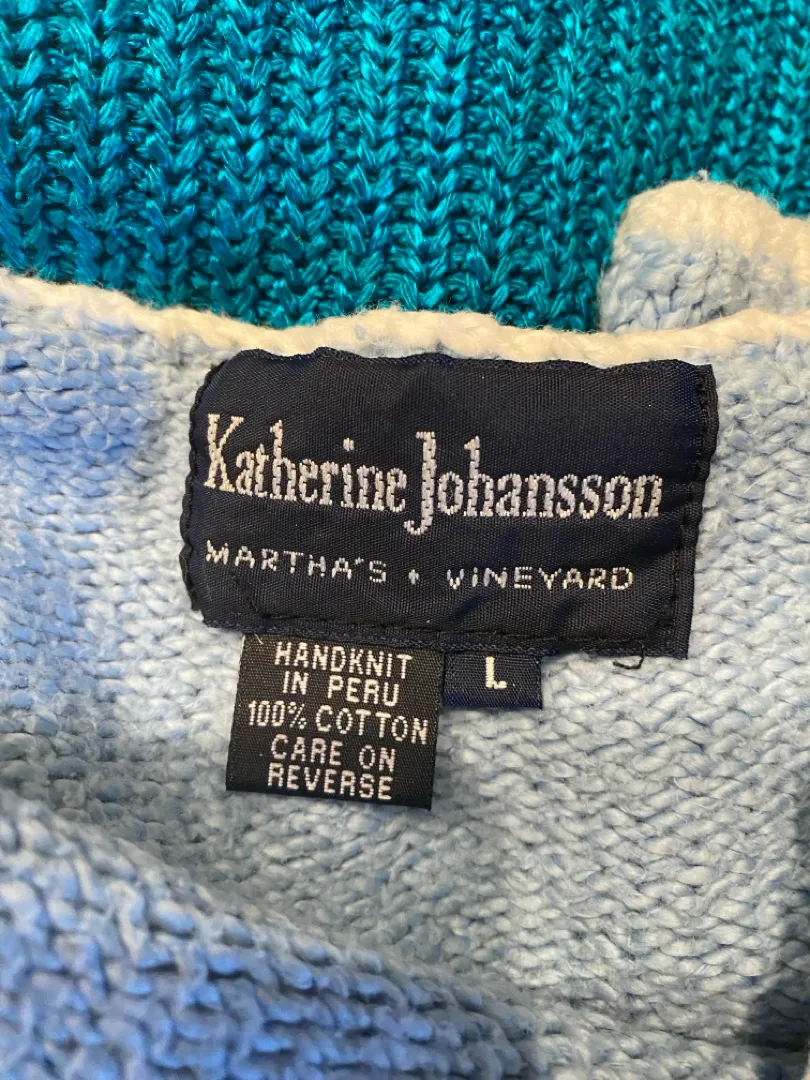 Katherine Johansson
MARTHA'S • VINEYARD
HANDKNIT
IN PERU
100% COTTON
CARE ON
REVERSE
L